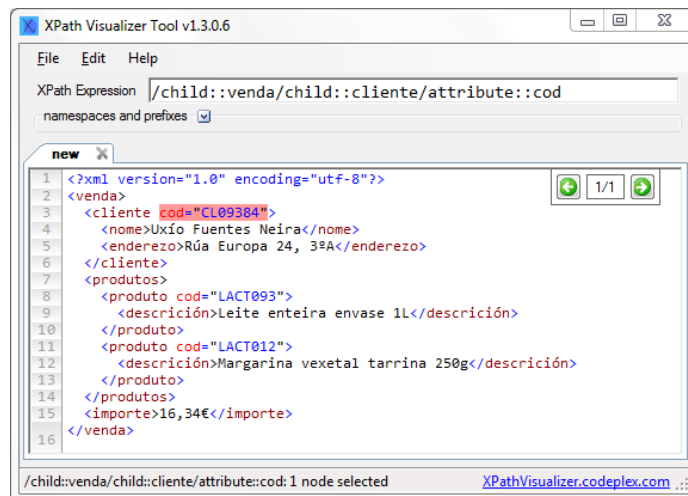 XPath Visualizer Tool v1.3.0.6
File Edit Help
XPath Expression /child::venda/child::cliente/attribute::cod
namespaces and prefixes
new
1/1
1 <?xml version="1.0" encoding="utf-8"?>
2 <venda>
3 <cliente cod="CL09384">
4 <nome>Uxío Fuentes Neira</nome>
5 <enderezo>Rúa Europa 24, 3ºA</enderezo>
6 </cliente>
7 <produtos>
8 <produto cod="LACT093">
9 <descrición>Leite enteira envase 1L</descrición>
10 </produto>
11 <produto cod="LACT012">
12 <descrición>Margarina vexetal tarrina 250g</descrición>
13 </produto>
14 </produtos>
15 <importe>16,34€</importe>
16 </venda>
/child::venda/child::cliente/attribute::cod: 1 node selected XPathVisualizer.codeplex.com